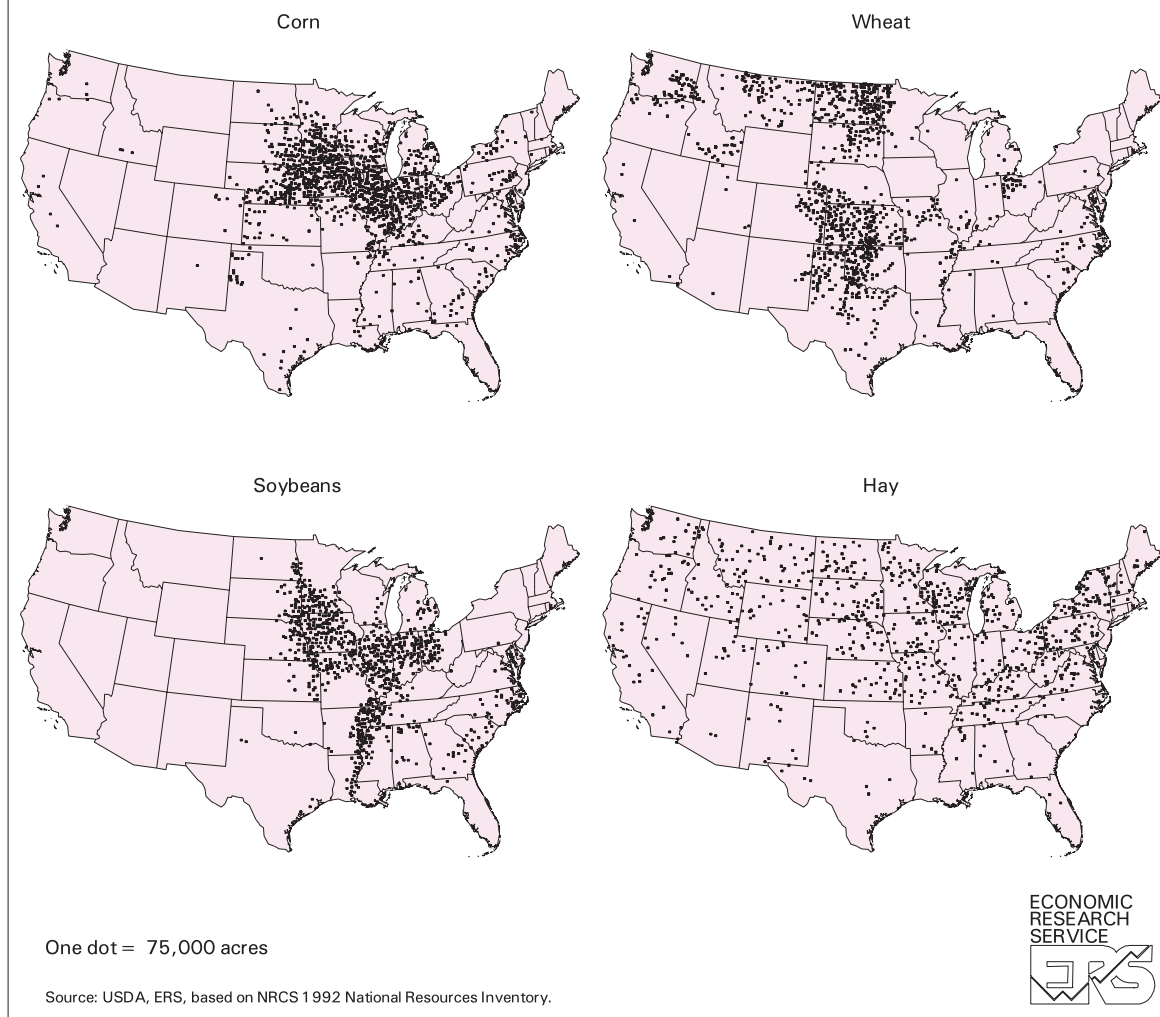 Corn
Wheat
Soybeans
Hay
ECONOMIC
RESEARCH
SERVICE
ERS
One dot = 75,000 acres
Source: USDA, ERS, based on NRCS 1992 National Resources Inventory.